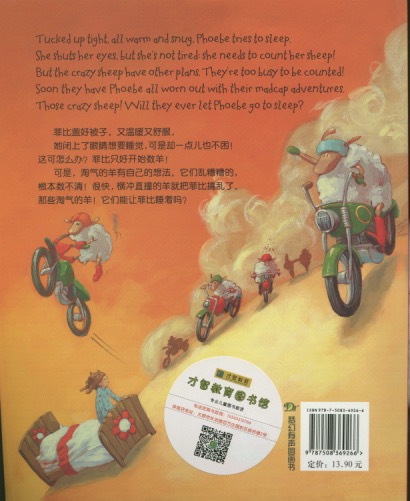 Tucked up tight, all warm and snug, Phoebe tries to sleep.
She shuts her eyes, but she's not tired: she needs to count her sheep!
But the crazy sheep have other plans. They're too busy to be counted!
Soon they have Phoebe all worn out with their madcap adventures.
Those crazy sheep! Will they ever let Phoebe go to sleep?
菲比盖好被子，又温暖又舒服，
她闭上了眼睛想要睡觉，可是却一点儿也不困！
这可怎么办？菲比只好开始数羊！
可是，淘气的羊有自己的想法，它们乱糟糟的，
根本数不清！很快，横冲直撞的羊就把菲比搞乱了，
那些淘气的羊！它们能让菲比睡着吗？
才智教育图书馆
ISBN 978-7-5083-6926-6
9787508569266
定价：13.90 元